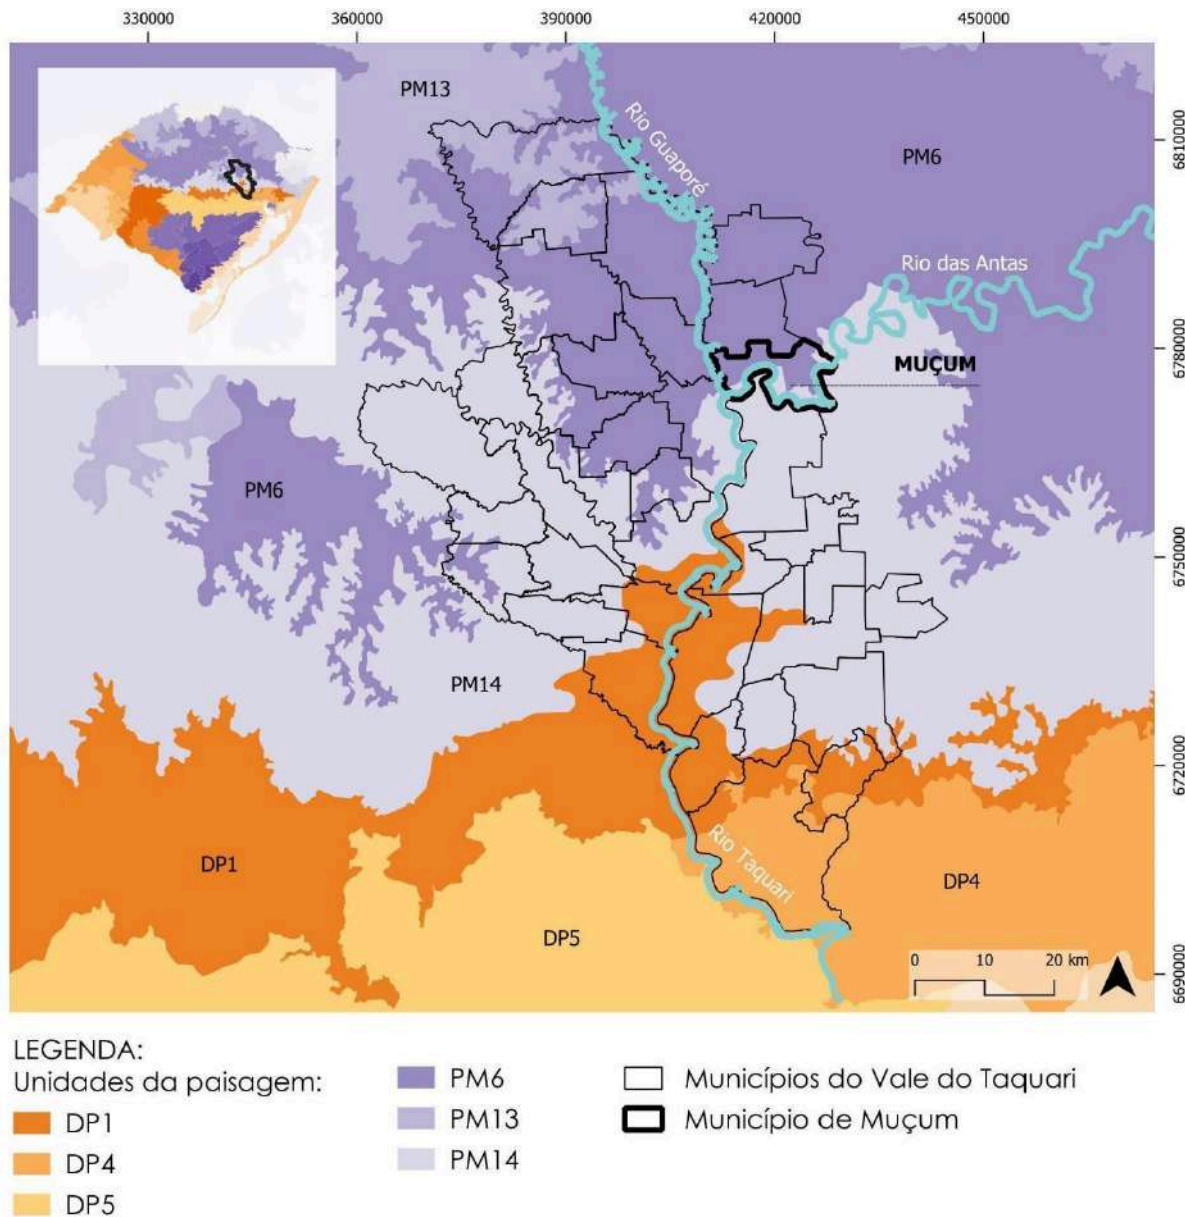 330000 360000 390000 420000 450000
PM13
Rio Guaporé
PM6
6810000
Rio das Antas
6780000
MUÇUM
PM6
6750000
PM14
6720000
DP1
Rio Taquari
DP4
DP5
0 10 20 km
6690000
LEGENDA:
Unidades da paisagem:
DP1
DP4
DP5
PM6
PM13
PM14
Municípios do Vale do Taquari
Município de Muçum